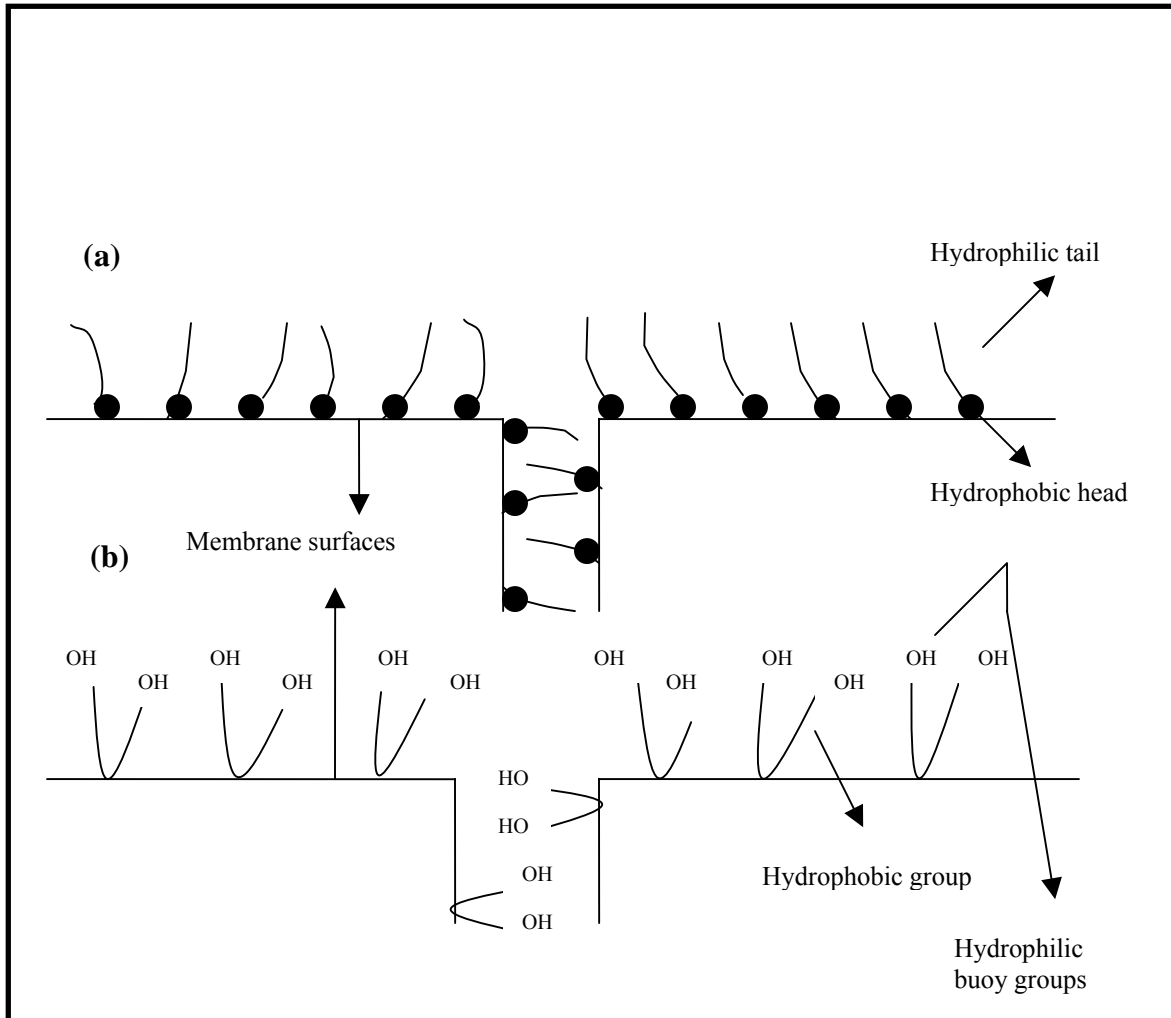 (a)
Hydrophilic tail
Hydrophobic head
Membrane surfaces
(b)
OH
OH
OH
OH
OH
OH
OH
OH
OH
OH
OH
OH
HO
HO
OH
OH
Hydrophobic group
Hydrophilic
buoy groups